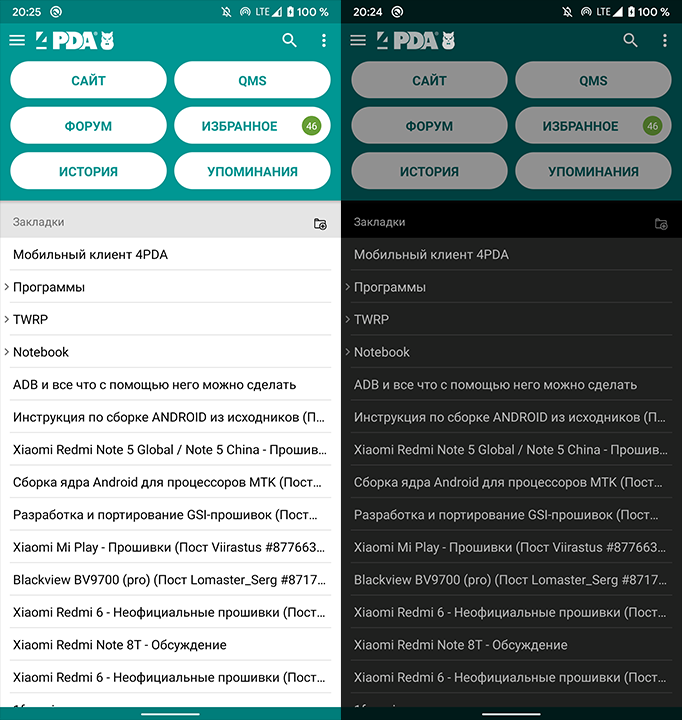 20:25 LTE 100 %
4PDA
САЙТ QMS
ФОРУМ ИЗБРАННОЕ 46
ИСТОРИЯ УПОМИНАНИЯ
Закладки
Мобильный клиент 4PDA
Программы
TWRP
Notebook
ADB и все что с помощью него можно сделать
Инструкция по сборке ANDROID из исходников (П...
Xiaomi Redmi Note 5 Global / Note 5 China - Прошив...
Сборка ядра Android для процессоров МТК (Пост...
Разработка и портирование GSI-прошивок (Пост...
Xiaomi Mi Play - Прошивки (Пост Viirastus #877663...
Blackview BV9700 (pro) (Пост Lomaster_Serg #8717...
Xiaomi Redmi 6 - Неофициальные прошивки (Пост...
Xiaomi Redmi Note 8T - Обсуждение
Xiaomi Redmi 6 - Неофициальные прошивки (Пост...
20:24 LTE 100 %
4PDA
САЙТ QMS
ФОРУМ ИЗБРАННОЕ 46
ИСТОРИЯ УПОМИНАНИЯ
Закладки
Мобильный клиент 4PDA
Программы
TWRP
Notebook
ADB и все что с помощью него можно сделать
Инструкция по сборке ANDROID из исходников (П...
Xiaomi Redmi Note 5 Global / Note 5 China - Прошив...
Сборка ядра Android для процессоров МТК (Пост...
Разработка и портирование GSI-прошивок (Пост...
Xiaomi Mi Play - Прошивки (Пост Viirastus #877663...
Blackview BV9700 (pro) (Пост Lomaster_Serg #8717...
Xiaomi Redmi 6 - Неофициальные прошивки (Пост...
Xiaomi Redmi Note 8T - Обсуждение
Xiaomi Redmi 6 - Неофициальные прошивки (Пост...